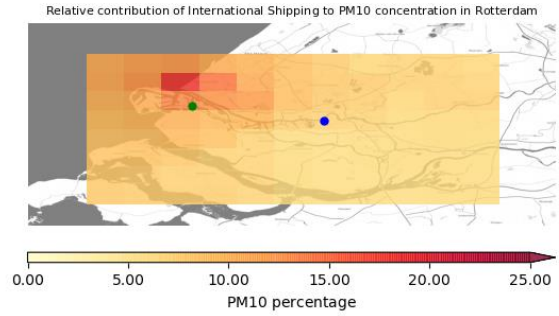 Relative contribution of International Shipping to PM10 concentration in Rotterdam
0.00 5.00 10.00 15.00 20.00 25.00
PM10 percentage